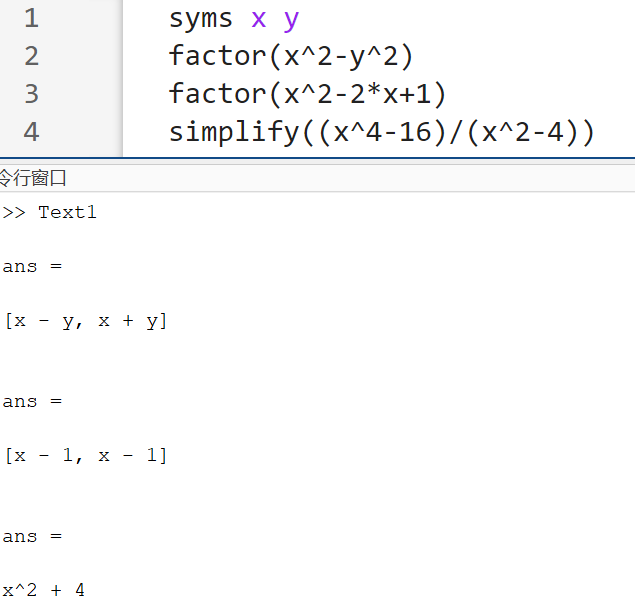 1 syms x y
2 factor(x^2-y^2)
3 factor(x^2-2*x+1)
4 simplify((x^4-16)/(x^2-4))
令行窗口
>> Text1
ans =
[x - y, x + y]
ans =
[x - 1, x - 1]
ans =
x^2 + 4